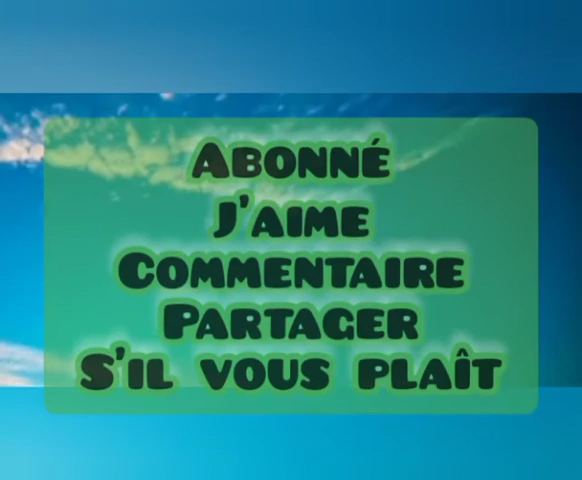 Abonné
J'aime
Commentaire
Partager
S'il vous plaît